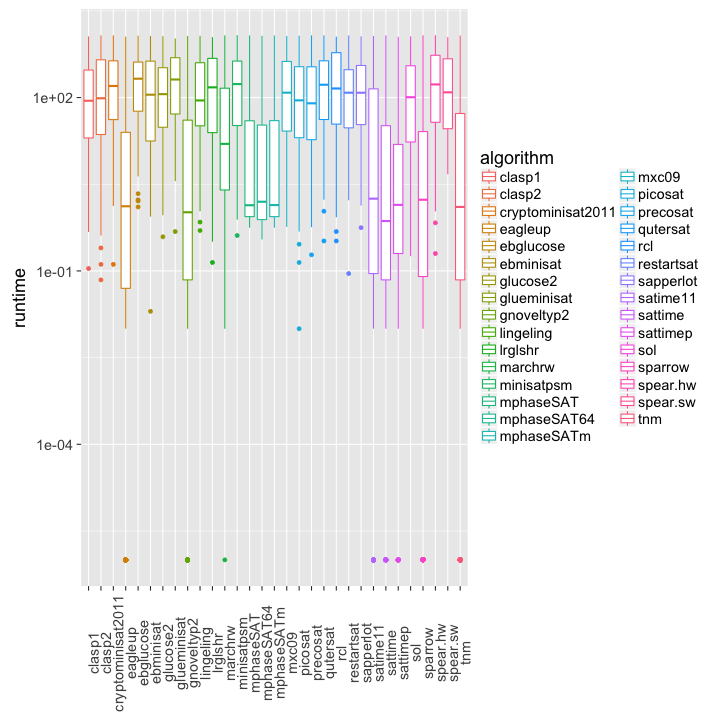 1e+02
1e-01
1e-04
runtime
clasp1
clasp2
cryptominisat2011
eagleup
ebglucose
ebminisat
glucose2
glueminisat
gnoveltyp2
lingeling
lrglshr
marchrw
minisatpsm
mphaseSAT
mphaseSAT64
mphaseSATm
mxc09
picosat
precosat
qutersat
rcl
restartsat
sapperlot
satime11
sattime
sattimep
sol
sparrow
spear.hw
spear.sw
tnm
algorithm
clasp1
clasp2
cryptominisat2011
eagleup
ebglucose
ebminisat
glucose2
glueminisat
gnoveltyp2
lingeling
lrglshr
marchrw
minisatpsm
mphaseSAT
mphaseSAT64
mphaseSATm
mxc09
picosat
precosat
qutersat
rcl
restartsat
sapperlot
satime11
sattime
sattimep
sol
sparrow
spear.hw
spear.sw
tnm